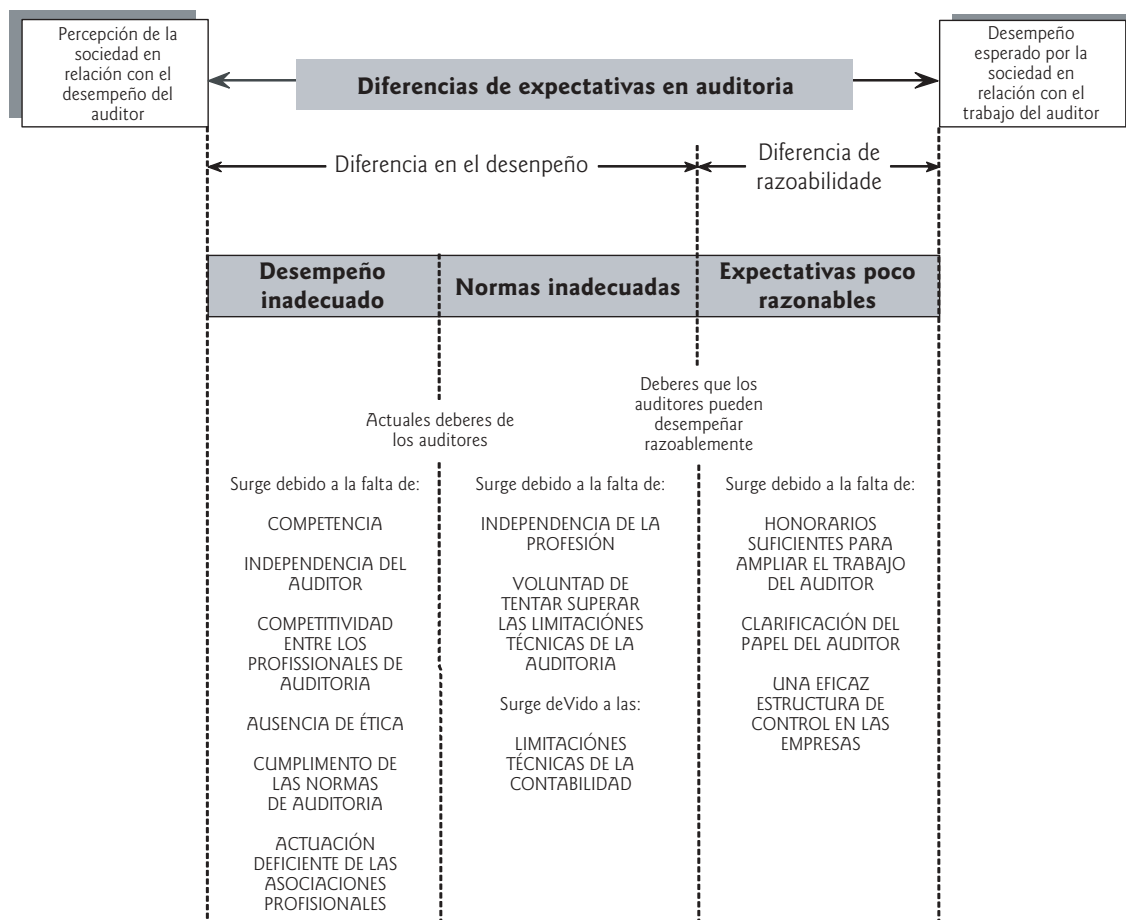 Percepción de la
sociedad en
relación con el
desempeño del
auditor
Diferencias de expectativas en auditoria
Desempeño
esperado por la
sociedad en
relación con el
trabajo del auditor
Diferencia en el desenpeño
Diferencia de
razoabilidade
Desempeño
inadecuado
Normas inadecuadas
Expectativas poco
razonables
Actuales deberes de
los auditores
Deberes que los
auditores pueden
desempeñar
razoablemente
Surge debido a la falta de:
COMPETENCIA
INDEPENDENCIA DEL
AUDITOR
COMPETITIVIDAD
ENTRE LOS
PROFISSIONALES DE
AUDITORIA
AUSENCIA DE ÉTICA
CUMPLIMENTO DE
LAS NORMAS
DE AUDITORIA
ACTUACIÓN
DEFICIENTE DE LAS
ASOCIACIONES
PROFISIONALES
Surge debido a la falta de:
INDEPENDENCIA DE LA
PROFESIÓN
VOLUNTAD DE
TENTAR SUPERAR
LAS LIMITACIÓNES
TÉCNICAS DE LA
AUDITORIA
Surge deVido a las:
LIMITACIÓNES
TÉCNICAS DE LA
CONTABILIDAD
Surge debido a la falta de:
HONORARIOS
SUFICIENTES PARA
AMPLIAR EL TRABAJO
DEL AUDITOR
CLARIFICACIÓN DEL
PAPEL DEL AUDITOR
UNA EFICAZ
ESTRUCTURA DE
CONTROL EN LAS
EMPRESAS